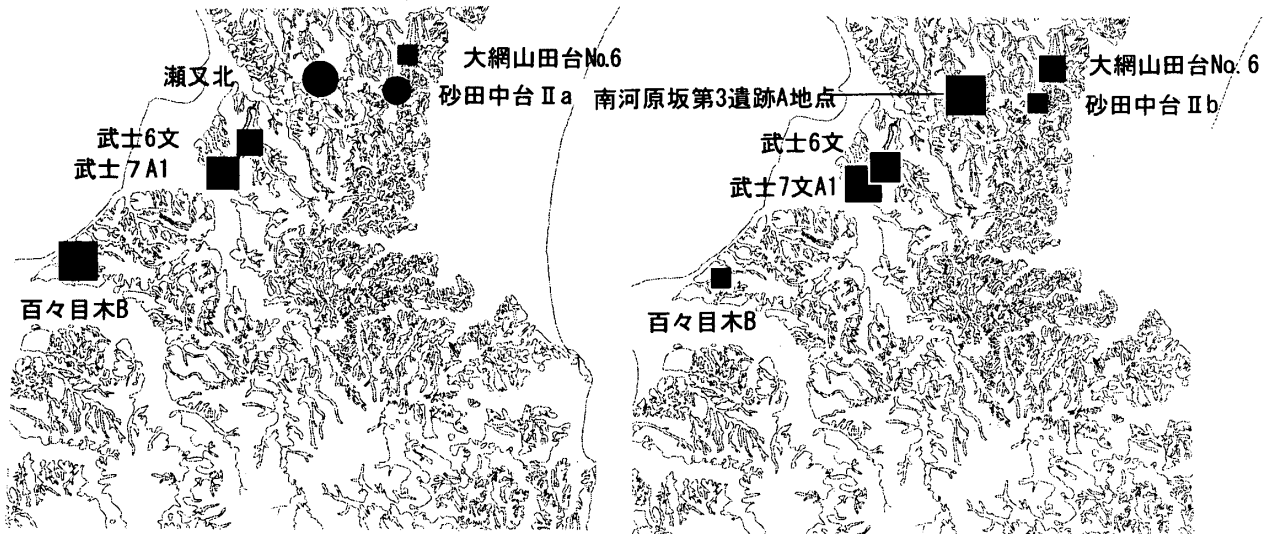 大網山田台No.6
瀬又北
砂田中台Ⅱa
武士6文
武士7A1
百々目木B
大網山田台No.6
南河原坂第3遺跡A地点
砂田中台Ⅱb
武士6文
武士7文A1
百々目木B